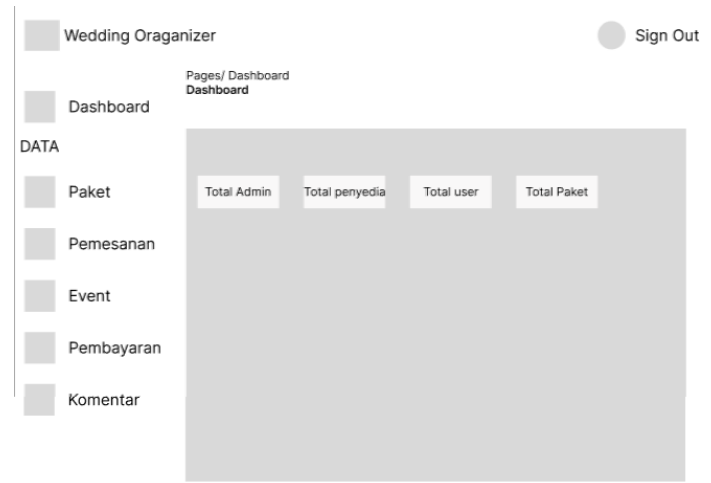 Wedding Oraganizer
Sign Out
Pages/ Dashboard
Dashboard
Dashboard
DATA
Paket
Pemesanan
Event
Pembayaran
Komentar
Total Admin
Total penyedia
Total user
Total Paket